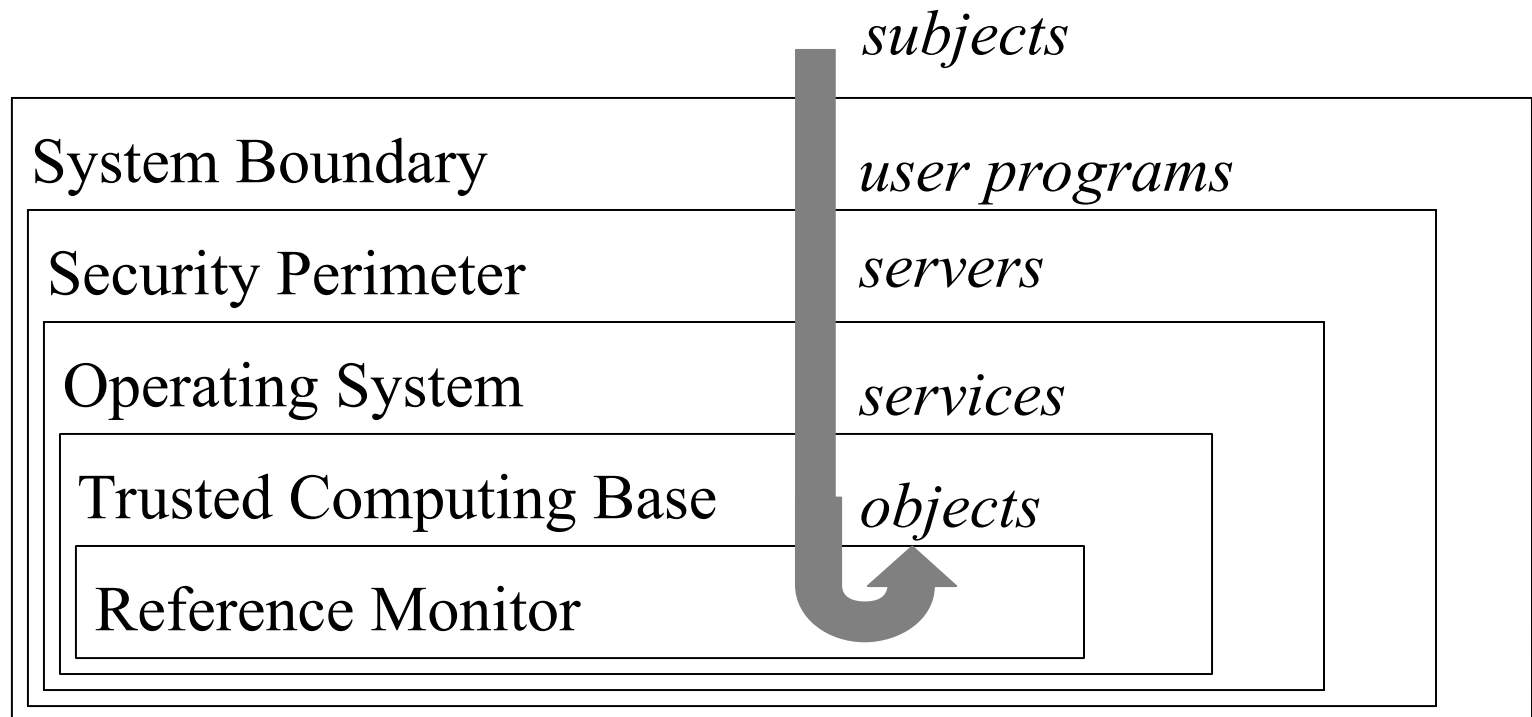 subjects
System Boundary
user programs
Security Perimeter
servers
Operating System
services
Trusted Computing Base
objects
Reference Monitor